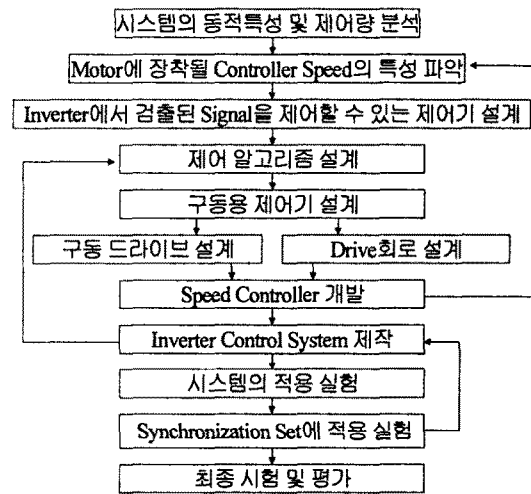 시스템의 동적특성 및 제어량 분석
Motor에 장착될 Controller Speed의 특성 파악
Inverter에서 검출된 Signal을 제어할 수 있는 제어기 설계
제어 알고리즘 설계
구동용 제어기 설계
구동 드라이브 설계
Drive회로 설계
Speed Controller 개발
Inverter Control System 제작
시스템의 적용 실험
Synchronization Set에 적용 실험
최종 시험 및 평가